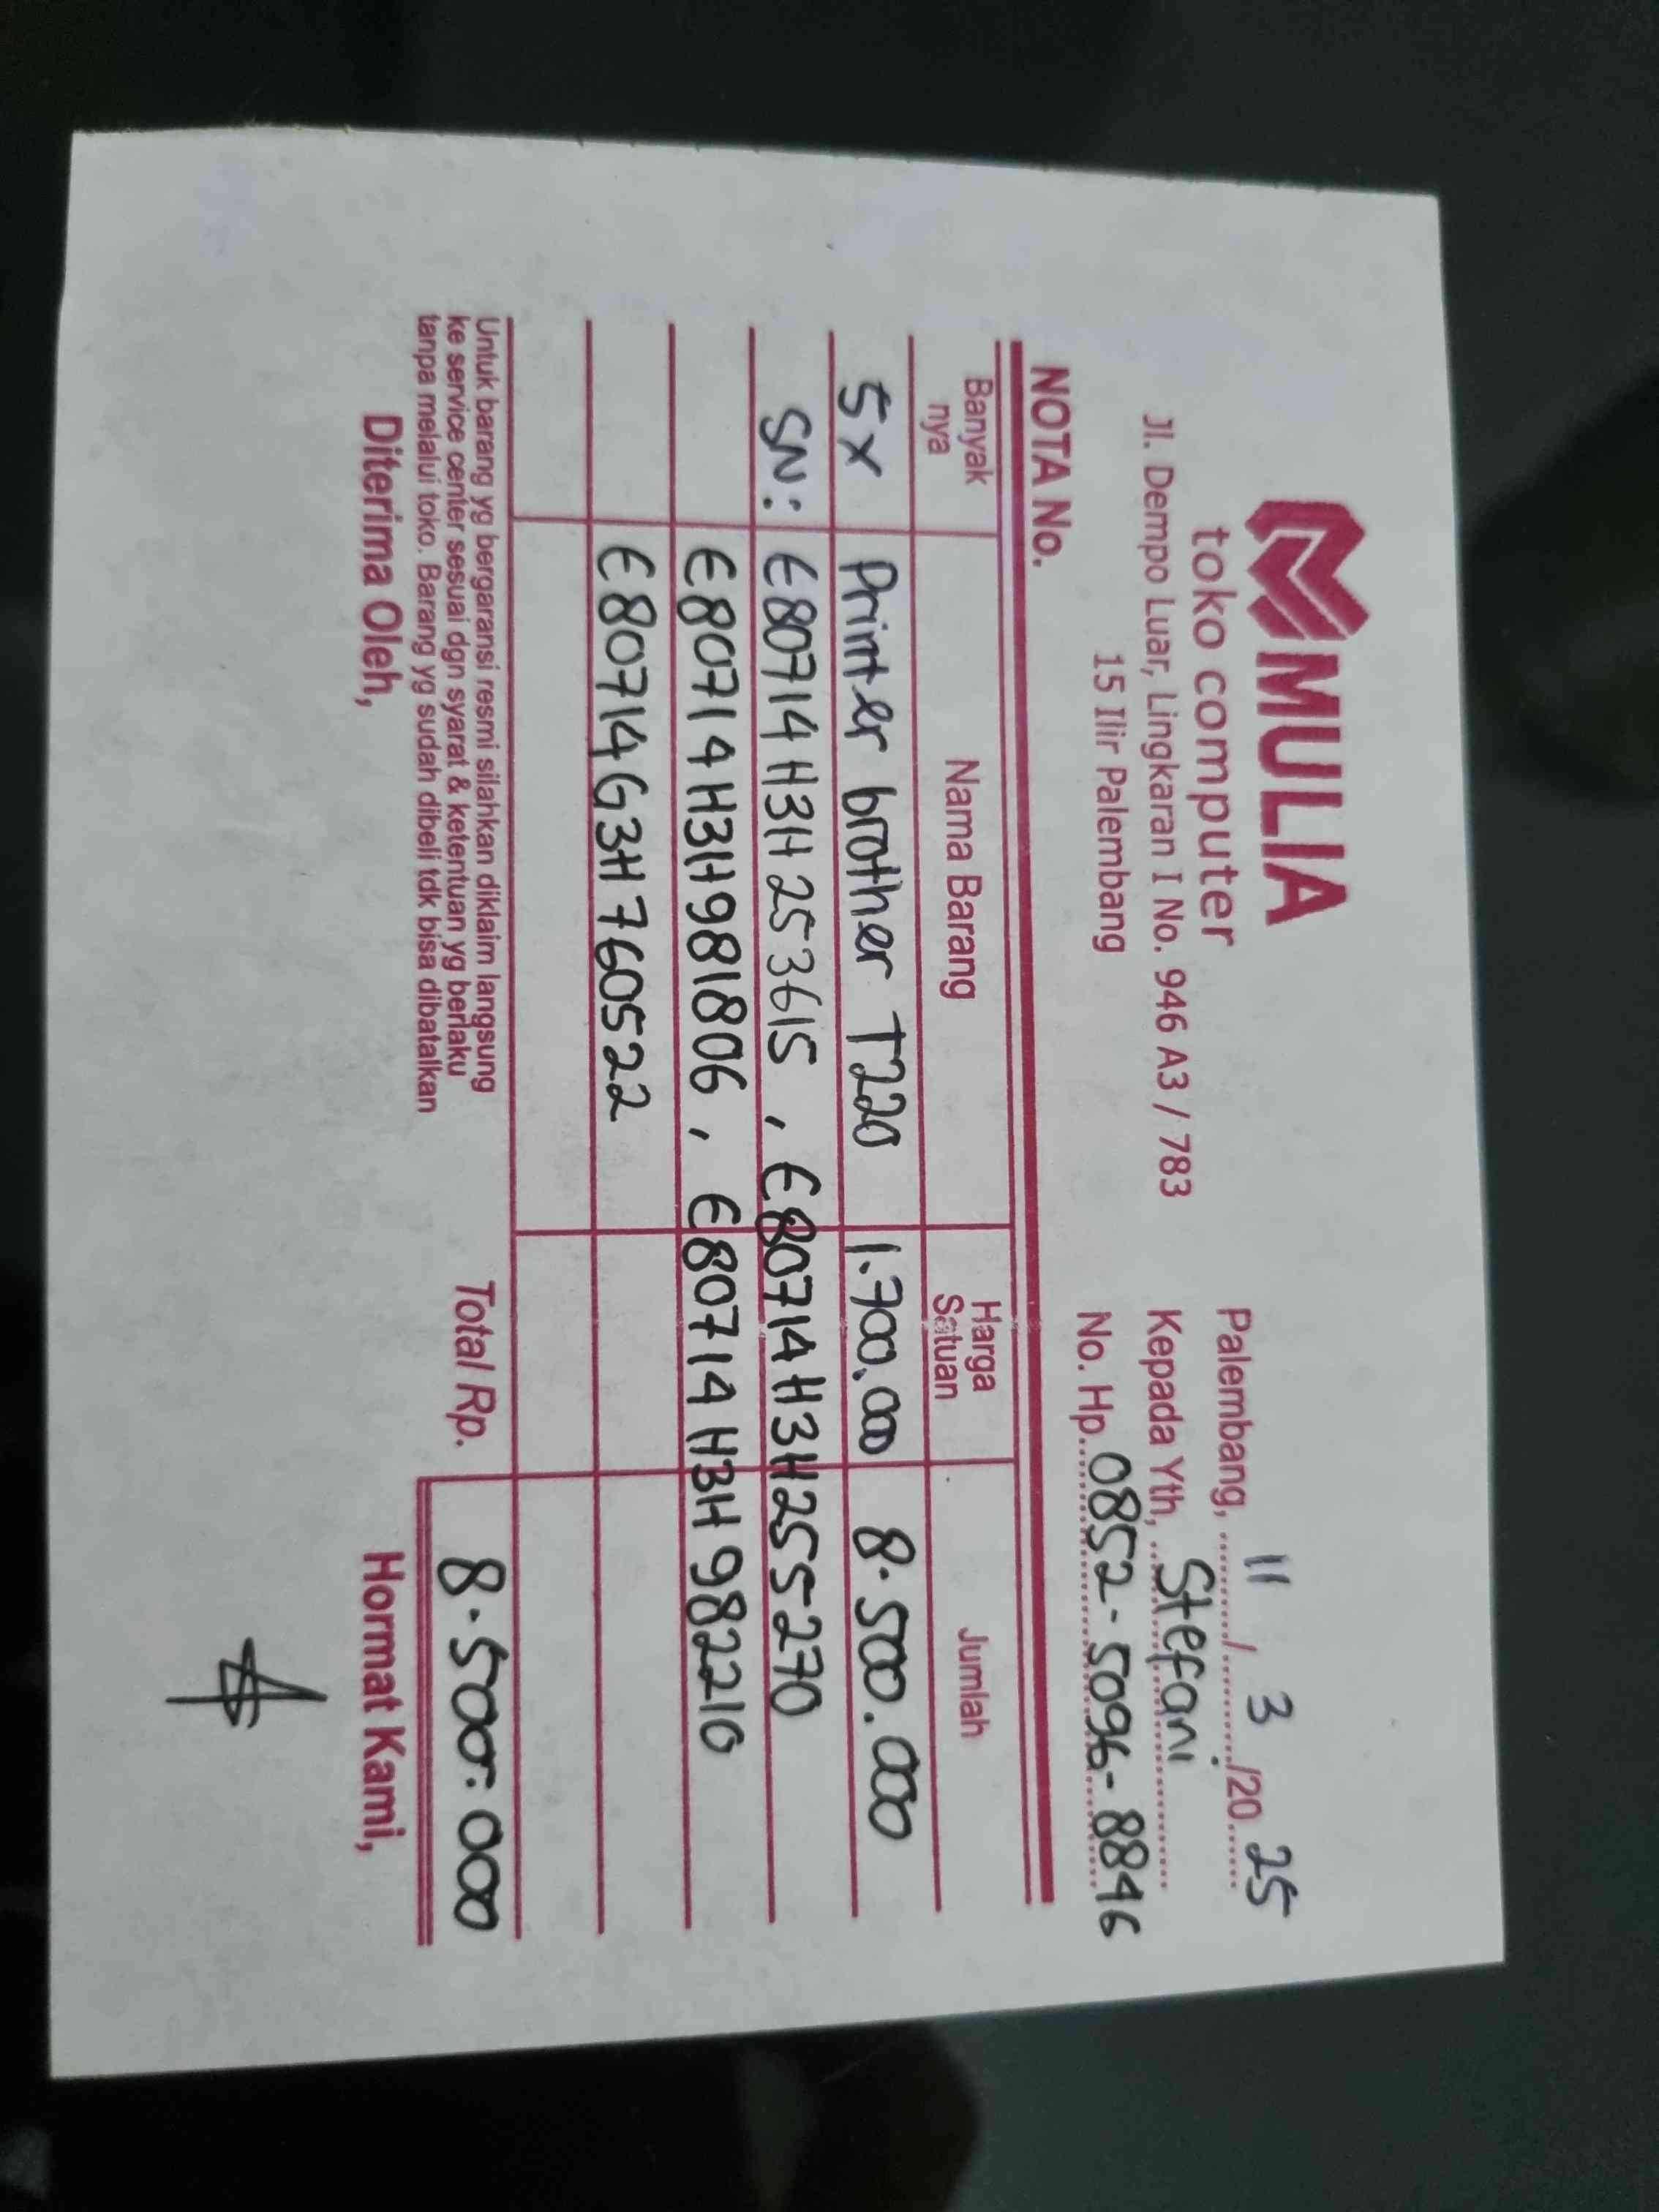 MULIA
toko computer
Jl. Dempo Luar, Lingkaran I No. 946 A3 / 783
15 Ilir Palembang
Palembang, 11 / 3 /20 25
Kepada Yth, Stefani
No. Hp. 0852-5096-8846
NOTA No.
Banyak nya Nama Barang Harga Satuan Jumlah
5x Printer brother T220 1.700.000 8.500.000
SN: E80714H3H253615 , E80714H3H255270
E80714H3H981806 , E80714H3H982210
E80714G3H760522
Untuk barang yg bergaransi resmi silahkan diklaim langsung
ke service center sesuai dgn syarat & ketentuan yg berlaku
tanpa melalui toko. Barang yg sudah dibeli tdk bisa dibatalkan
Total Rp. 8.500.000
Diterima Oleh, Hormat Kami,